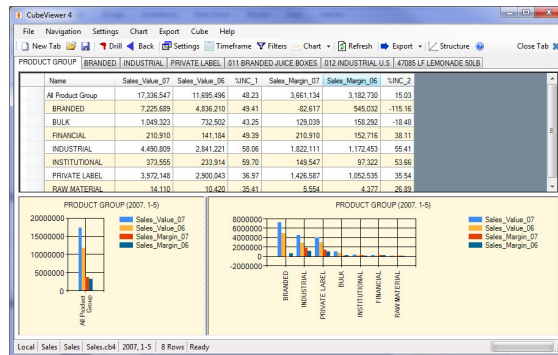 CubeViewer 4
File Navigation Settings Chart Export Cube Help
New Tab Drill Back Settings Timeframe Filters Chart Refresh Export Structure Close Tab
PRODUCT GROUP BRANDED INDUSTRIAL PRIVATE LABEL 011 BRANDED JUICE BOXES 012 INDUSTRIAL U.S 47085 LF LEMONADE 50LB
Name Sales_Value_07 Sales_Value_06 %INC_1 Sales_Margin_07 Sales_Margin_06 %INC_2
All Product Group 17,336,547 11,695,496 48.23 3,661,134 3,182,730 15.03
BRANDED 7,225,689 4,836,210 49.41 -82,617 545,032 -115.16
BULK 1,049,323 732,502 43.25 129,039 158,292 -18.48
FINANCIAL 210,910 141,184 49.39 210,910 152,716 38.11
INDUSTRIAL 4,490,809 2,841,221 58.06 1,822,111 1,172,453 55.41
INSTITUTIONAL 373,555 233,914 59.70 149,547 97,322 53.66
PRIVATE LABEL 3,972,148 2,900,043 36.97 1,426,587 1,052,535 35.54
RAW MATERIAL 14,110 10,420 35.41 5,554 4,377 26.89
PRODUCT GROUP (2007, 1-5)
20000000
15000000
10000000
5000000
0
All Product Group
Sales_Value_07
Sales_Value_06
Sales_Margin_07
Sales_Margin_06
PRODUCT GROUP (2007, 1-5)
8000000
6000000
4000000
2000000
0
-2000000
BRANDED
INDUSTRIAL
PRIVATE LABEL
BULK
INSTITUTIONAL
FINANCIAL
RAW MATERIAL
Sales_Value_07
Sales_Value_06
Sales_Margin_07
Sales_Margin_06
Local Sales Sales Sales.cb4 2007, 1-5 8 Rows Ready